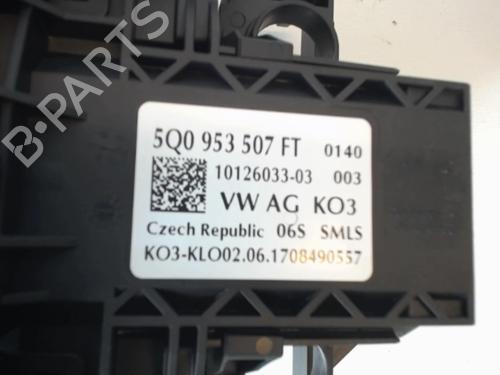 5Q0 953 507 FT 0140
10126033-03 003
VW AG KO3
Czech Republic 06S SMLS
KO3-KLO02.06.1708490557